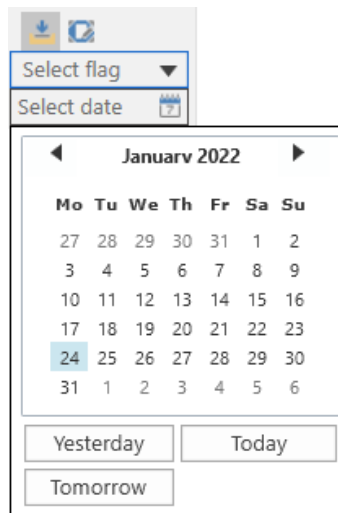 Select flag
Select date 7
January 2022
Mo Tu We Th Fr Sa Su
27 28 29 30 31 1 2
3 4 5 6 7 8 9
10 11 12 13 14 15 16
17 18 19 20 21 22 23
24 25 26 27 28 29 30
31 1 2 3 4 5 6
Yesterday Today
Tomorrow